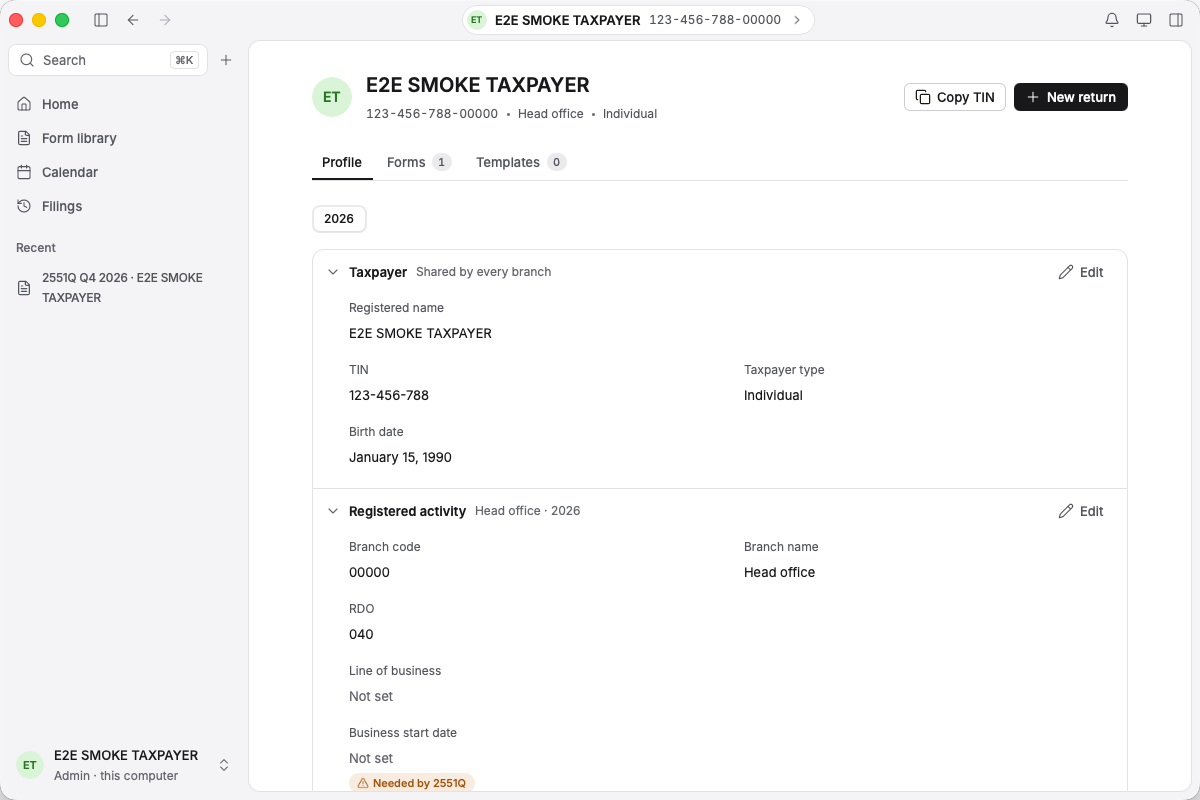 ET E2E SMOKE TAXPAYER 123-456-788-00000
Search ⌘K
Home
Form library
Calendar
Filings
Recent
2551Q Q4 2026 · E2E SMOKE
TAXPAYER
ET E2E SMOKE TAXPAYER
Admin · this computer
ET
E2E SMOKE TAXPAYER
123-456-788-00000 • Head office • Individual
Copy TIN
New return
Profile
Forms 1
Templates 0
2026
Taxpayer Shared by every branch
Edit
Registered name
E2E SMOKE TAXPAYER
TIN
123-456-788
Taxpayer type
Individual
Birth date
January 15, 1990
Registered activity Head office · 2026
Edit
Branch code
00000
Branch name
Head office
RDO
040
Line of business
Not set
Business start date
Not set
Needed by 2551Q